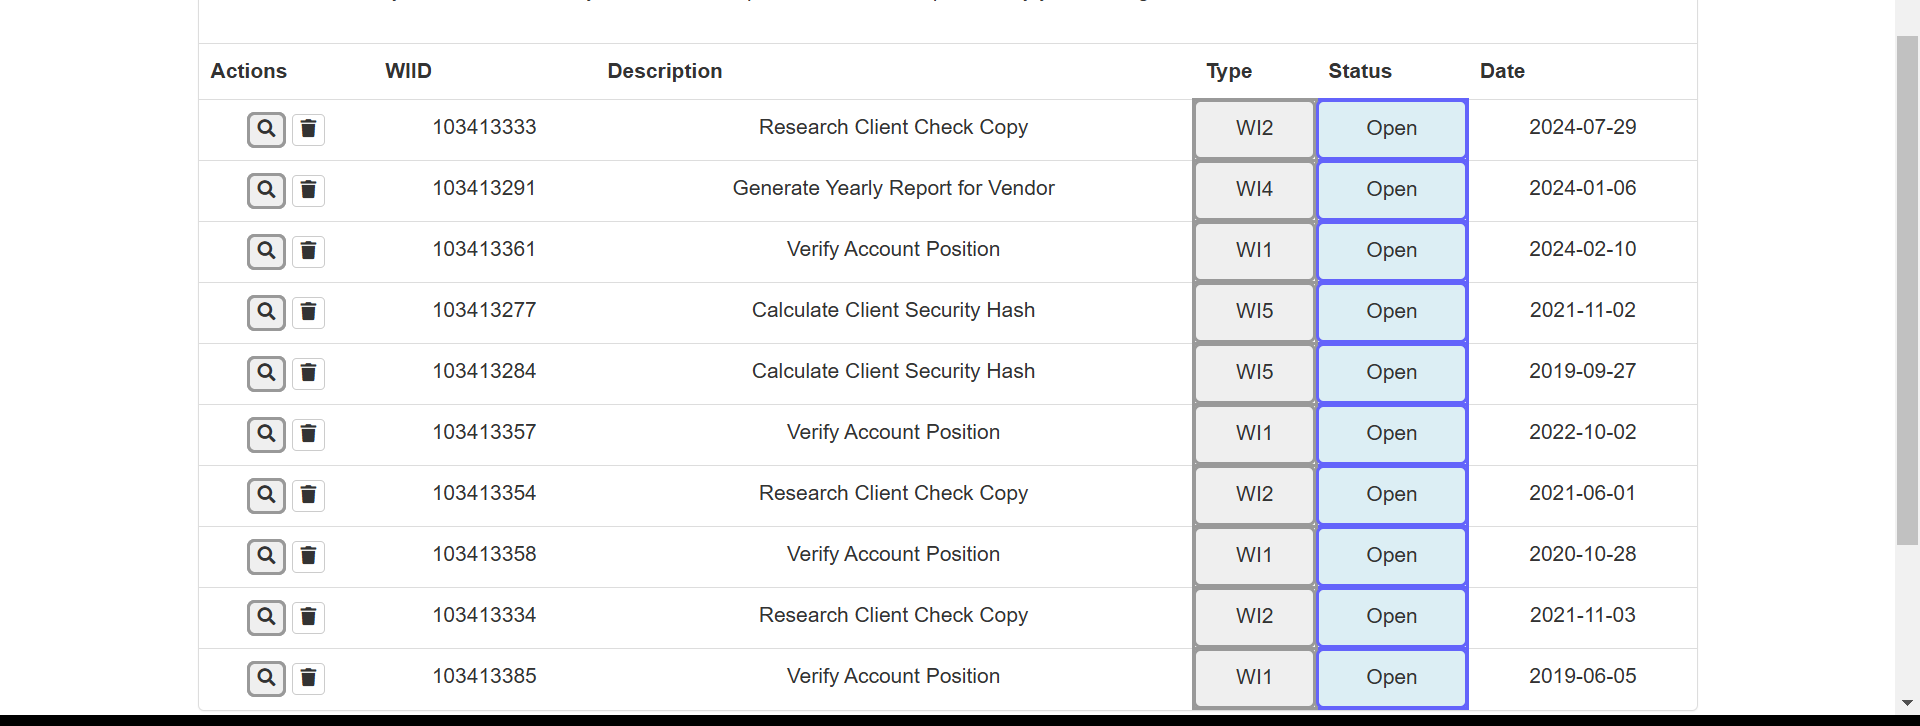 Actions WIID Description Type Status Date
103413333 Research Client Check Copy WI2 Open 2024-07-29
103413291 Generate Yearly Report for Vendor WI4 Open 2024-01-06
103413361 Verify Account Position WI1 Open 2024-02-10
103413277 Calculate Client Security Hash WI5 Open 2021-11-02
103413284 Calculate Client Security Hash WI5 Open 2019-09-27
103413357 Verify Account Position WI1 Open 2022-10-02
103413354 Research Client Check Copy WI2 Open 2021-06-01
103413358 Verify Account Position WI1 Open 2020-10-28
103413334 Research Client Check Copy WI2 Open 2021-11-03
103413385 Verify Account Position WI1 Open 2019-06-05